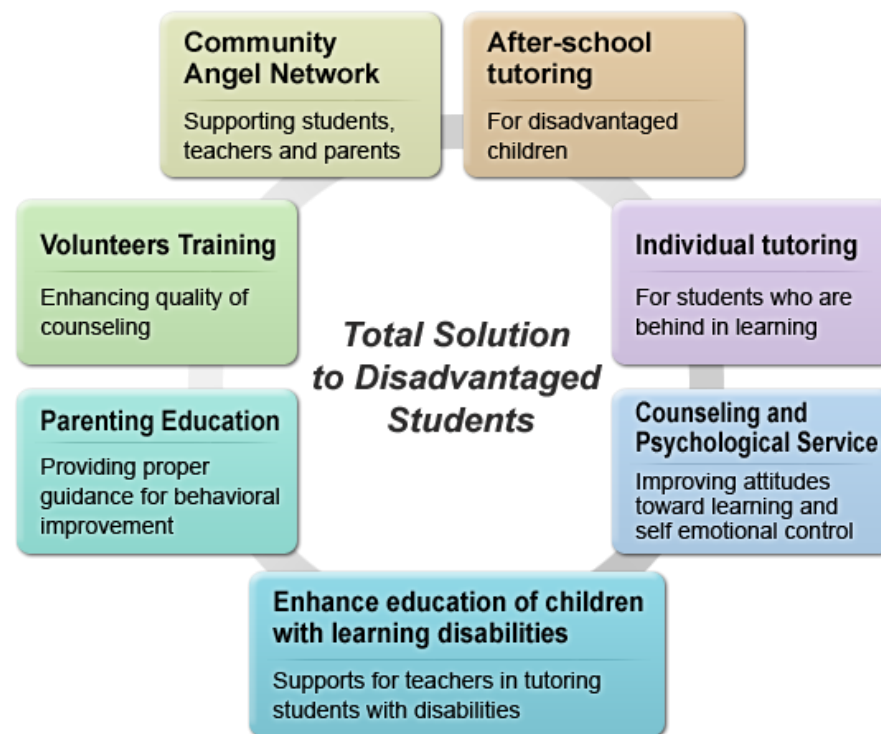 Community
Angel Network
Supporting students,
teachers and parents
After-school
tutoring
For disadvantaged
children
Volunteers Training
Enhancing quality of
counseling
Individual tutoring
For students who are
behind in learning
Total Solution
to Disadvantaged
Students
Parenting Education
Providing proper
guidance for behavioral
improvement
Counseling and
Psychological Service
Improving attitudes
toward learning and
self emotional control
Enhance education of children
with learning disabilities
Supports for teachers in tutoring
students with disabilities